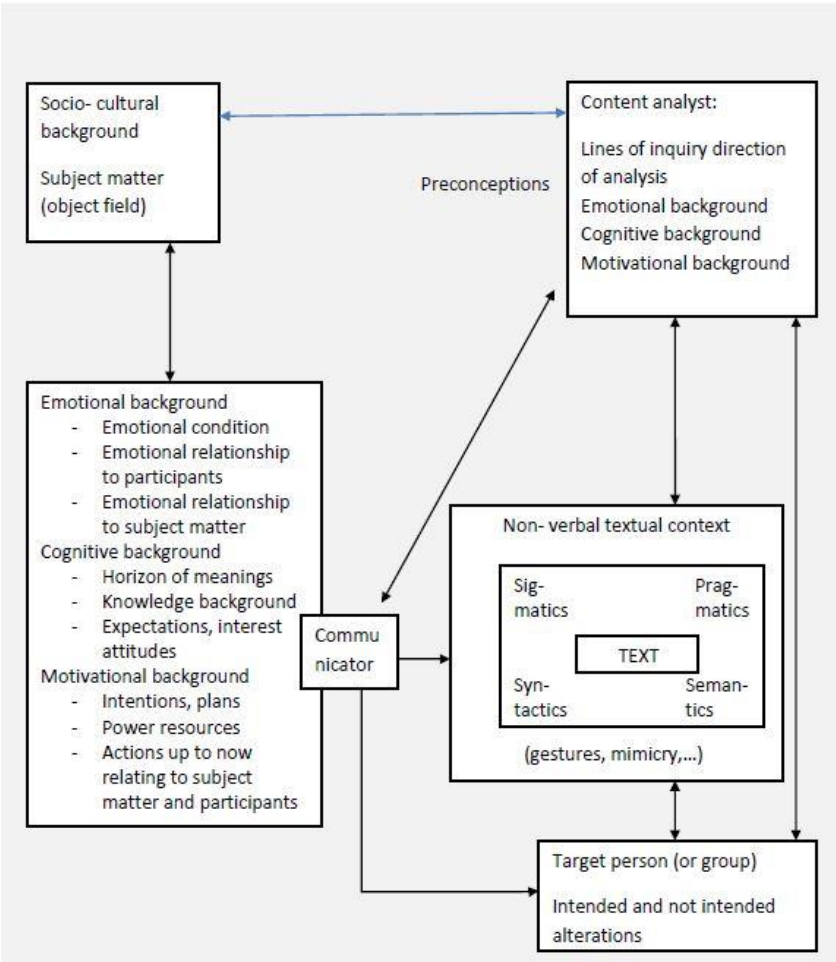 Socio- cultural
background
Subject matter
(object field)
Content analyst:
Lines of inquiry direction
of analysis
Emotional background
Cognitive background
Motivational background
Preconceptions
Emotional background
- Emotional condition
- Emotional relationship
to participants
- Emotional relationship
to subject matter
Cognitive background
- Horizon of meanings
- Knowledge background
- Expectations, interest
attitudes
Motivational background
- Intentions, plans
- Power resources
- Actions up to now
relating to subject
matter and participants
Commu
nicator
Non- verbal textual context
Sig-
matics
Prag-
matics
TEXT
Syn-
tactics
Seman-
tics
(gestures, mimicry,...)
Target person (or group)
Intended and not intended
alterations